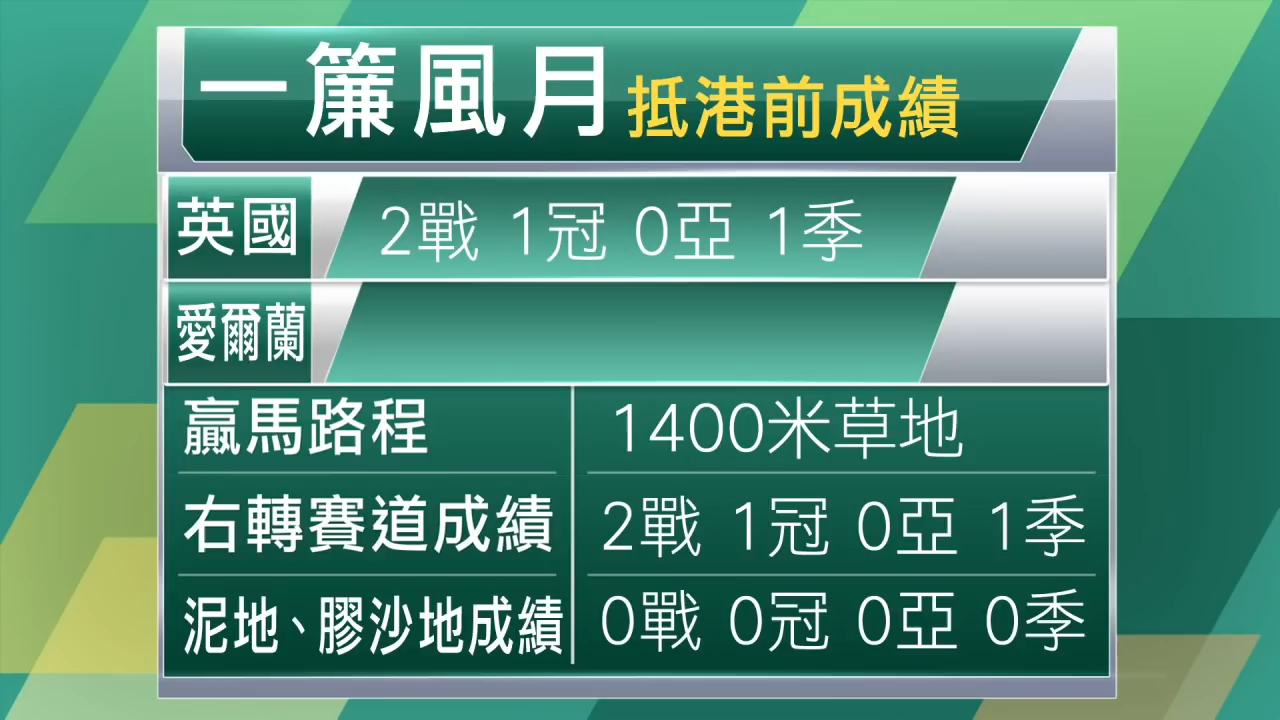 一簾風月 抵港前成績
英國 2戰 1冠 0亞 1季
愛爾蘭
贏馬路程 1400米草地
右轉賽道成績 2戰 1冠 0亞 1季
泥地、膠沙地成績 0戰 0冠 0亞 0季